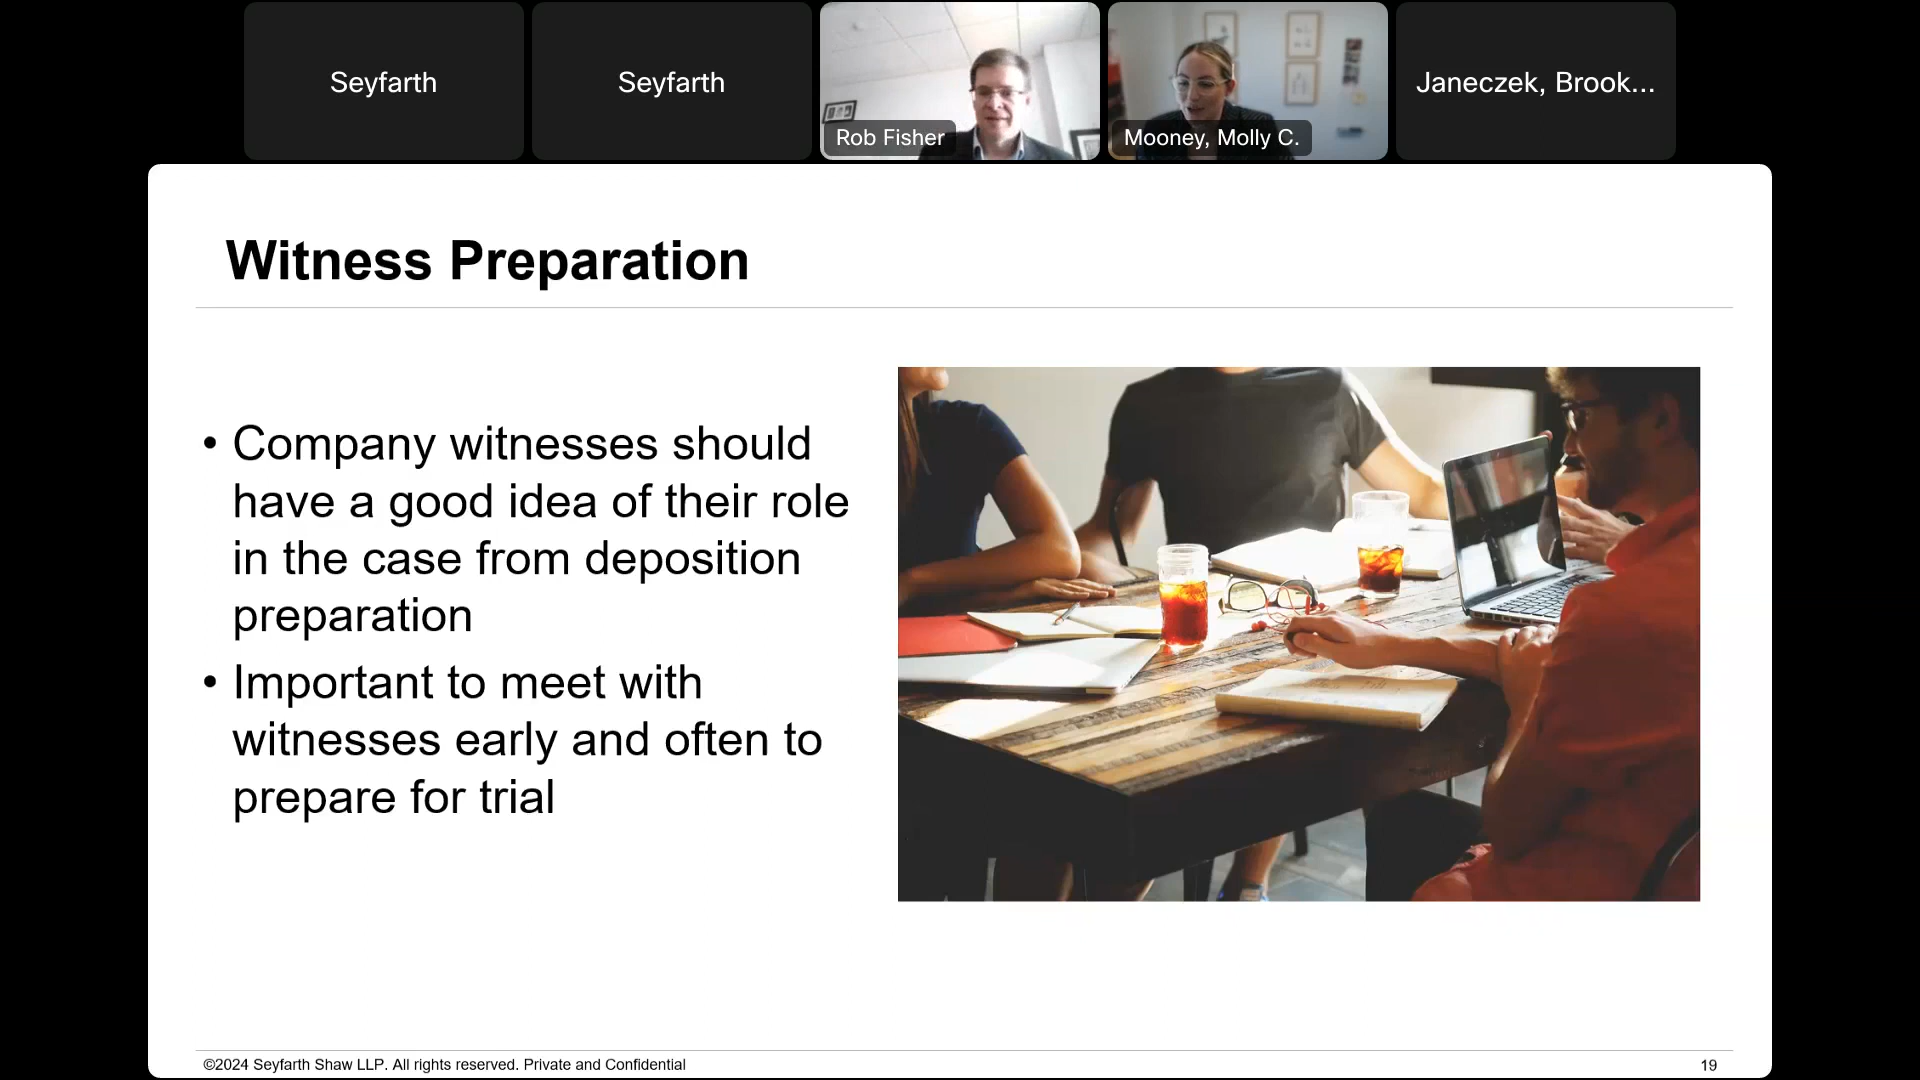 Seyfarth
Seyfarth
Rob Fisher
Mooney, Molly C.
Janeczek, Brook...
Witness Preparation
• Company witnesses should
have a good idea of their role
in the case from deposition
preparation
• Important to meet with
witnesses early and often to
prepare for trial
©2024 Seyfarth Shaw LLP. All rights reserved. Private and Confidential
19